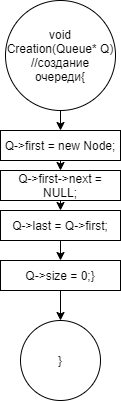 void
Creation(Queue* Q)
//создание
очереди{
Q->first = new Node;
Q->first->next =
NULL;
Q->last = Q->first;
Q->size = 0;}
}